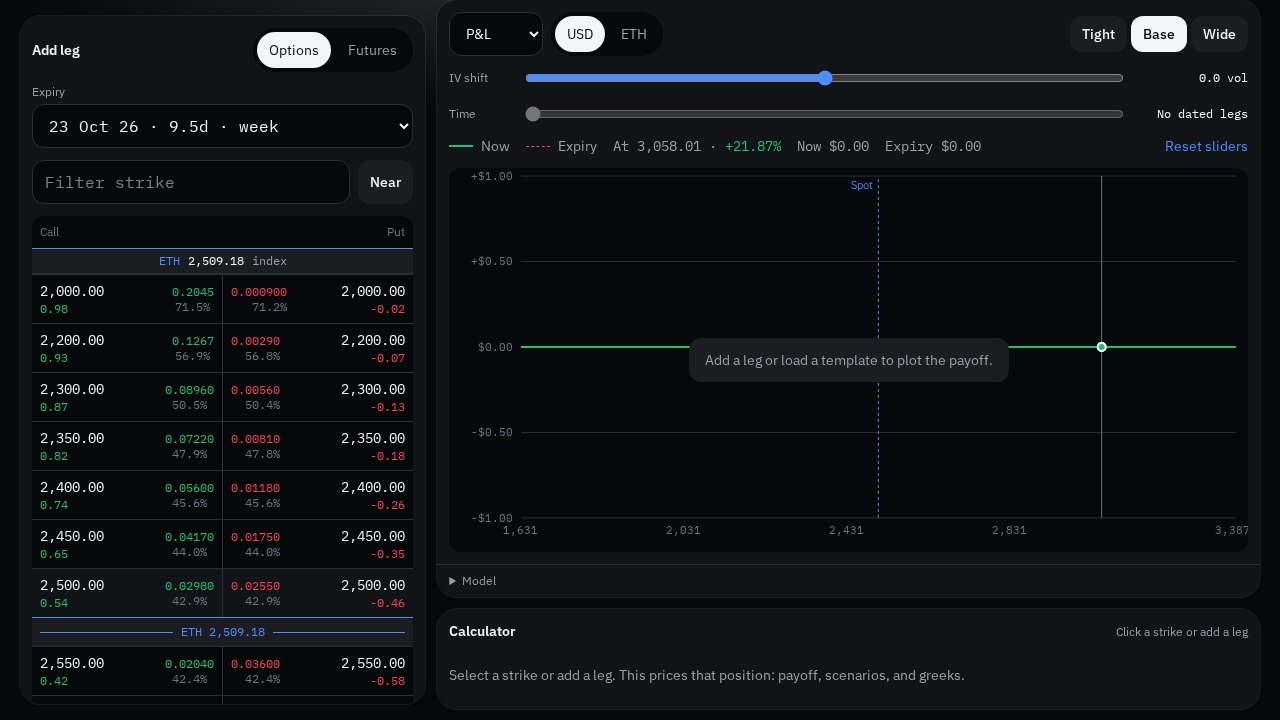 Add leg
Options Futures
Expiry
23 Oct 26 · 9.5d · week
Filter strike
Near
Call Put
ETH 2,509.18 index
2,000.00 0.2045 0.000900 2,000.00
0.98 71.5% 71.2% -0.02
2,200.00 0.1267 0.00290 2,200.00
0.93 56.9% 56.8% -0.07
2,300.00 0.08960 0.00560 2,300.00
0.87 50.5% 50.4% -0.13
2,350.00 0.07220 0.00810 2,350.00
0.82 47.9% 47.8% -0.18
2,400.00 0.05600 0.01180 2,400.00
0.74 45.6% 45.6% -0.26
2,450.00 0.04170 0.01750 2,450.00
0.65 44.0% 44.0% -0.35
2,500.00 0.02980 0.02550 2,500.00
0.54 42.9% 42.9% -0.46
ETH 2,509.18
2,550.00 0.02040 0.03600 2,550.00
0.42 42.4% 42.4% -0.58
P&L USD ETH Tight Base Wide
IV shift 0.0 vol
Time No dated legs
Now Expiry At 3,058.01 · +21.87% Now $0.00 Expiry $0.00 Reset sliders
+$1.00
Spot
+$0.50
$0.00
Add a leg or load a template to plot the payoff.
-$0.50
-$1.00
1,631 2,031 2,431 2,831 3,387
Model
Calculator Click a strike or add a leg
Select a strike or add a leg. This prices that position: payoff, scenarios, and greeks.